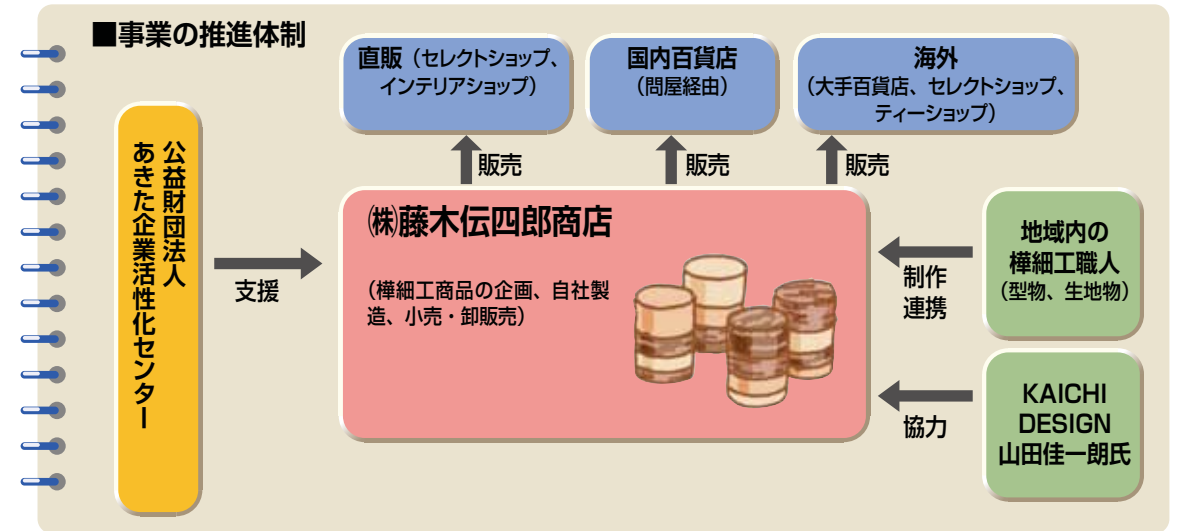 ■事業の推進体制
直販（セレクトショップ、
インテリアショップ）
国内百貨店
（問屋経由）
海外
（大手百貨店、セレクトショップ、
ティーショップ）
販売
販売
販売
公益財団法人
あきた企業活性化センター
支援
㈱藤木伝四郎商店
（樺細工商品の企画、自社製
造、小売・卸販売）
制作
連携
地域内の
樺細工職人
（型物、生地物）
協力
KAICHI
DESIGN
山田佳一朗氏